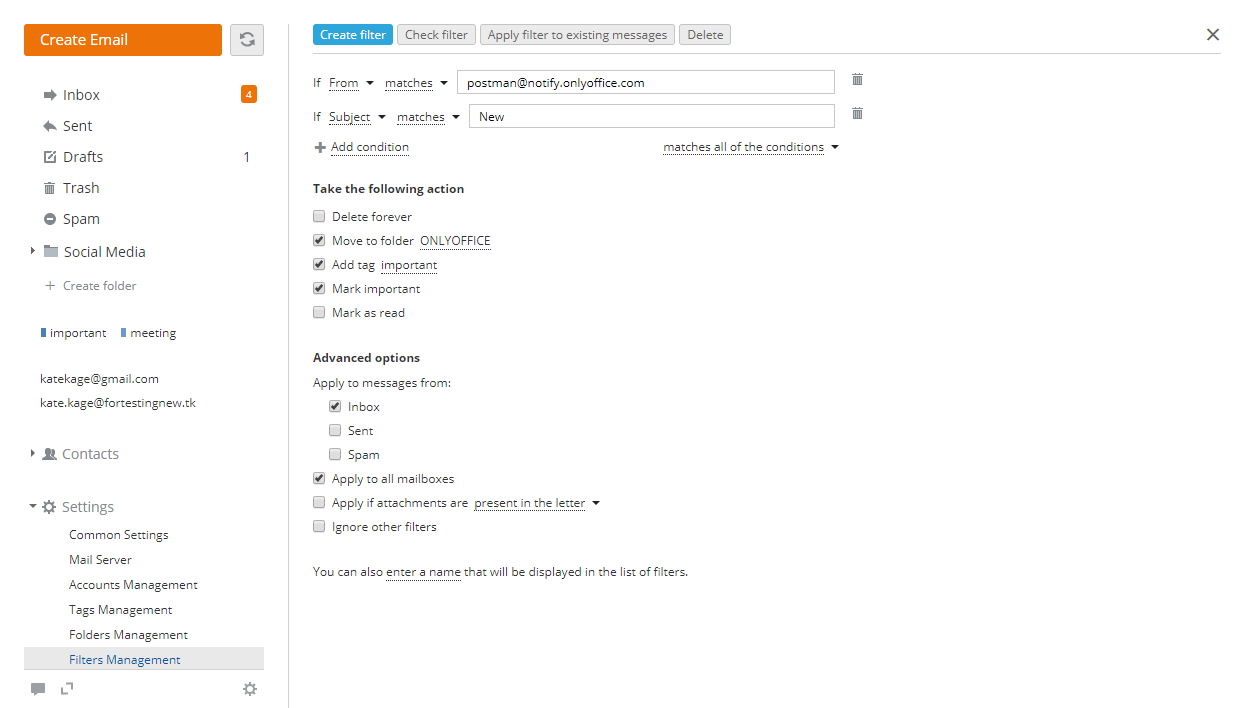 Create Email
Inbox 4
Sent
Drafts 1
Trash
Spam
Social Media
Create folder
important meeting
katekage@gmail.com
kate.kage@fortestingnew.tk
Contacts
Settings
Common Settings
Mail Server
Accounts Management
Tags Management
Folders Management
Filters Management
Create filter Check filter Apply filter to existing messages Delete
If From matches postman@notify.onlyoffice.com
If Subject matches New
Add condition matches all of the conditions
Take the following action
Delete forever
Move to folder ONLYOFFICE
Add tag important
Mark important
Mark as read
Advanced options
Apply to messages from:
Inbox
Sent
Spam
Apply to all mailboxes
Apply if attachments are present in the letter
Ignore other filters
You can also enter a name that will be displayed in the list of filters.